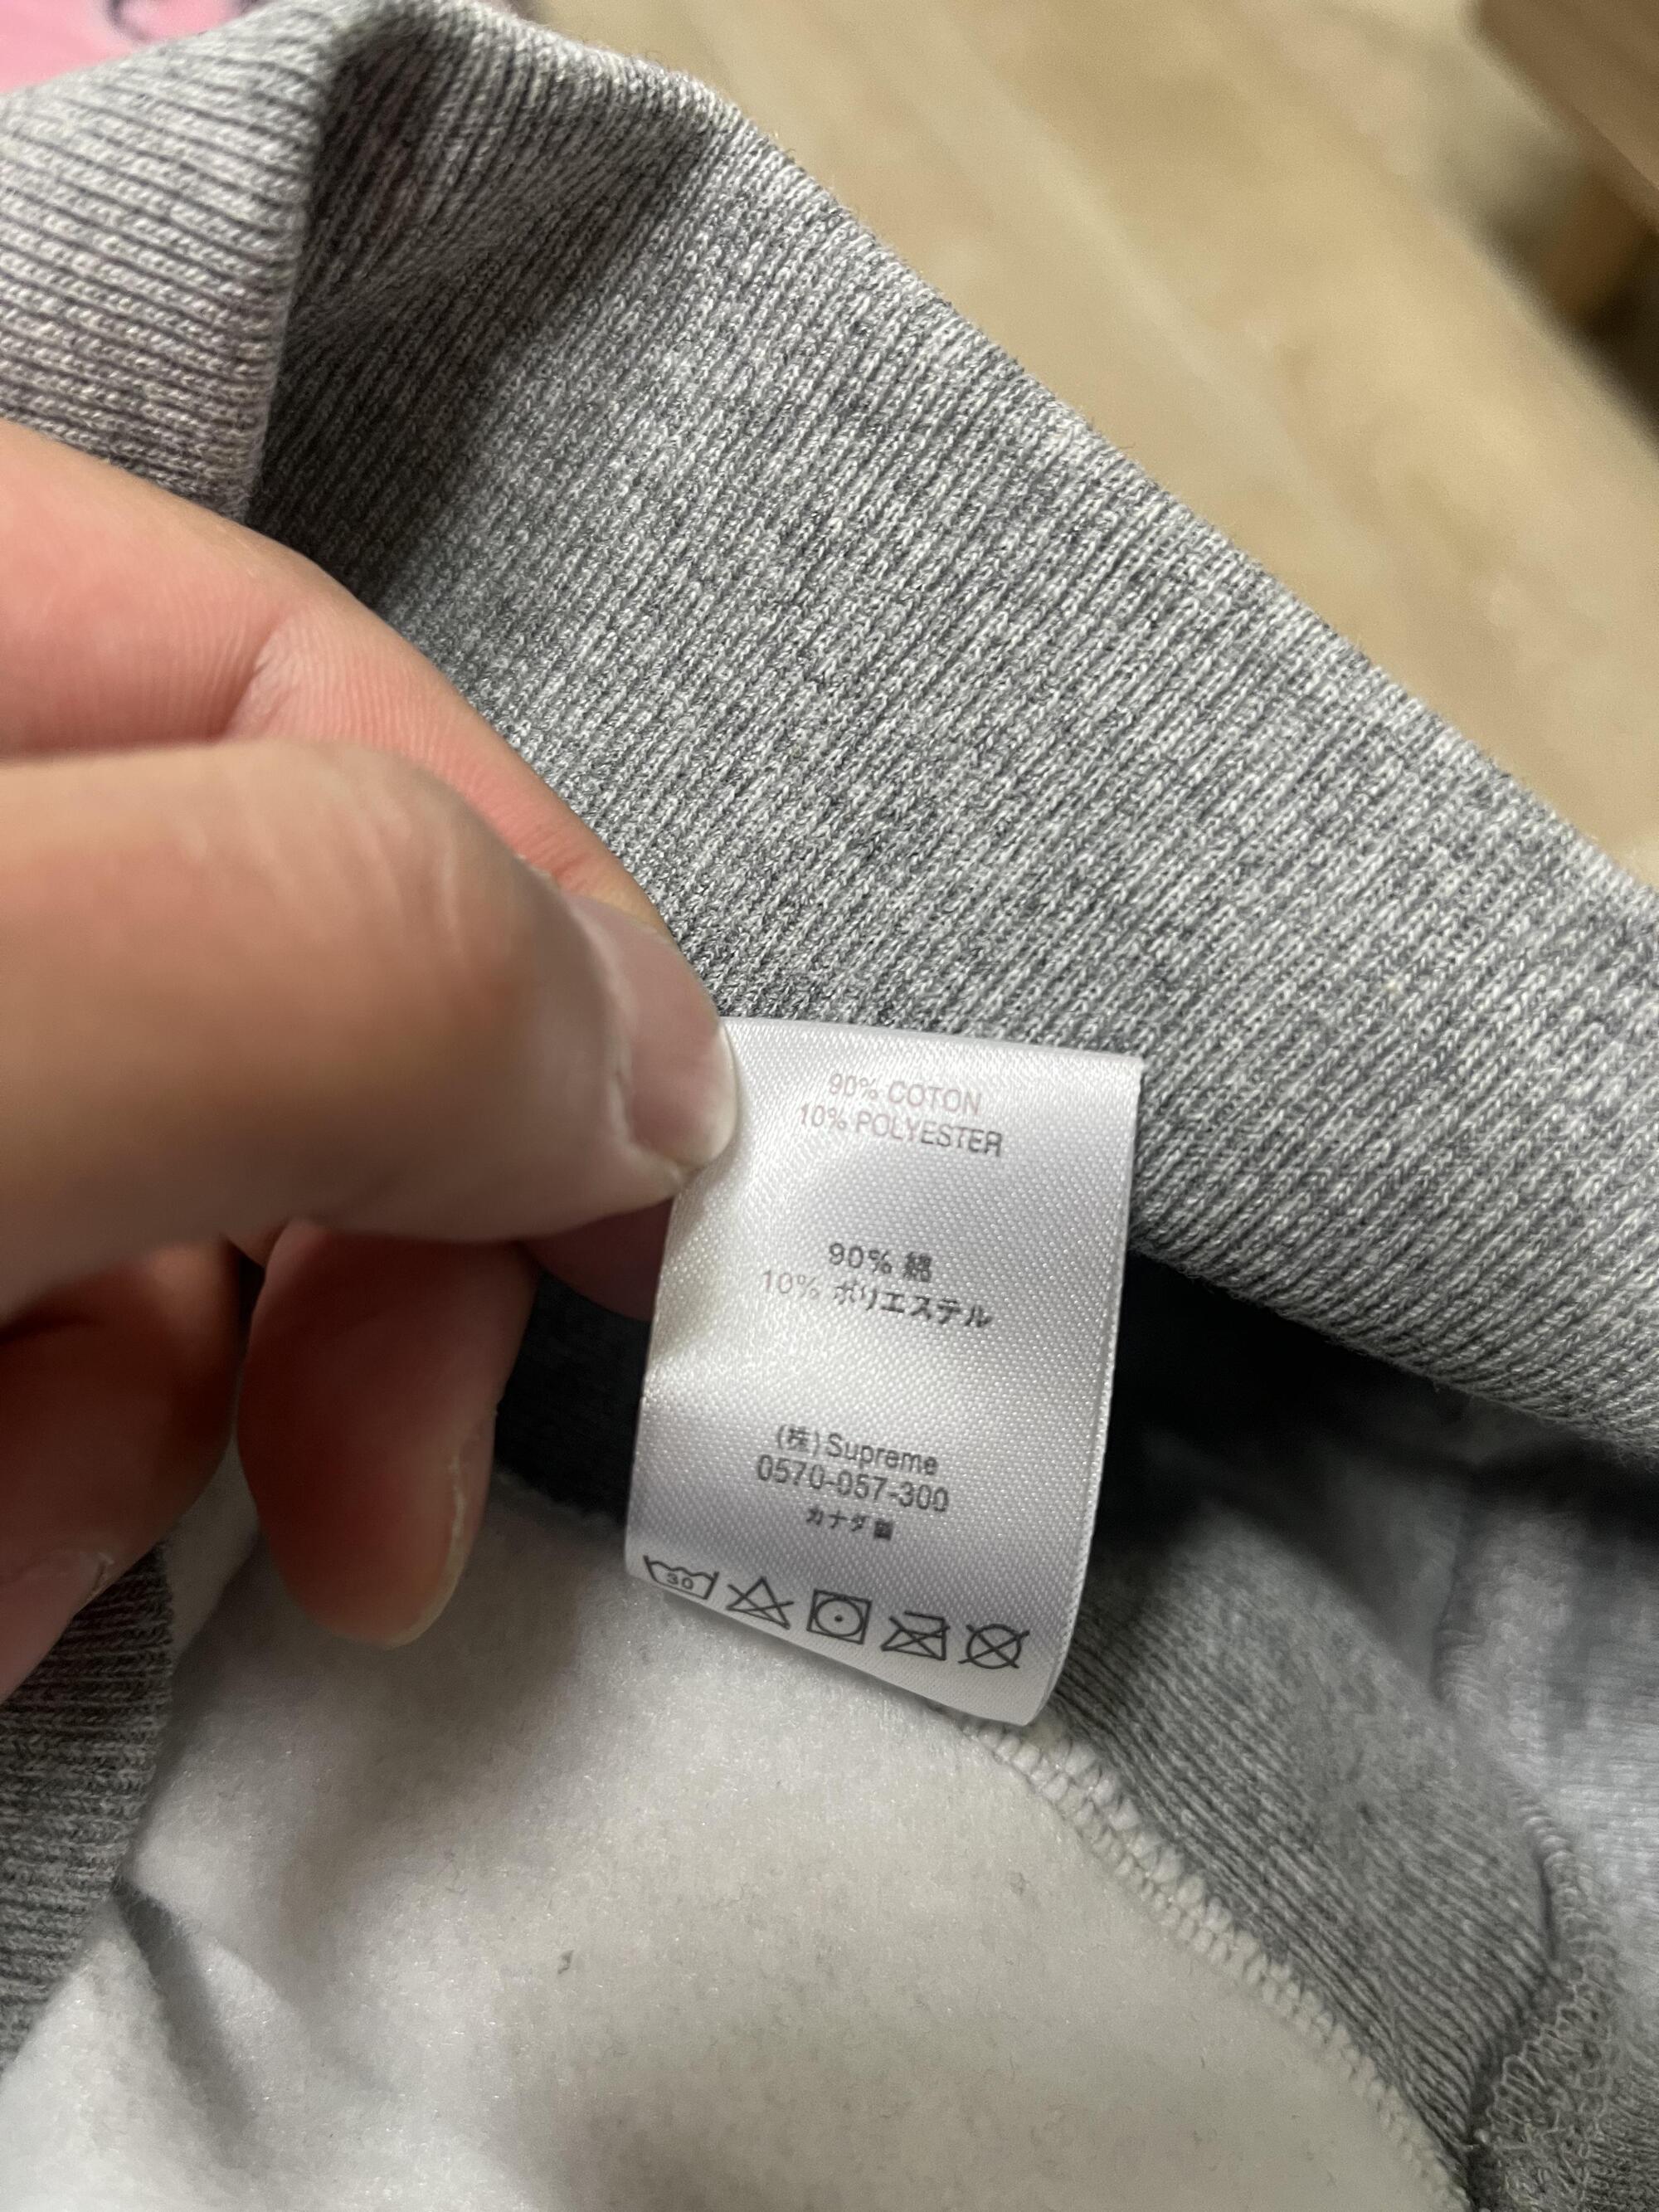 90% COTON
10% POLYESTER
90% 綿
10% ポリエステル
(株)Supreme
0570-057-300
カナダ製
30